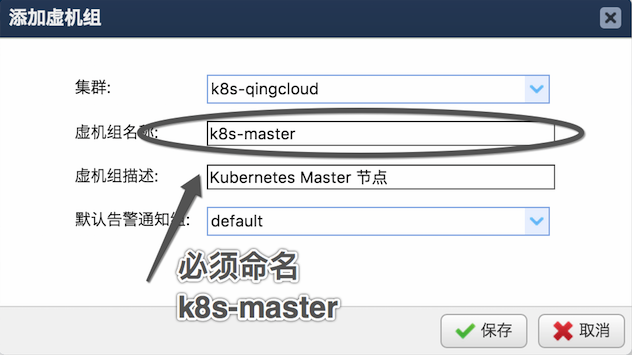 添加虚机组
集群: k8s-qingcloud
虚机组名称: k8s-master
虚机组描述: Kubernetes Master 节点
默认告警通知组: default
必须命名
k8s-master
保存 取消